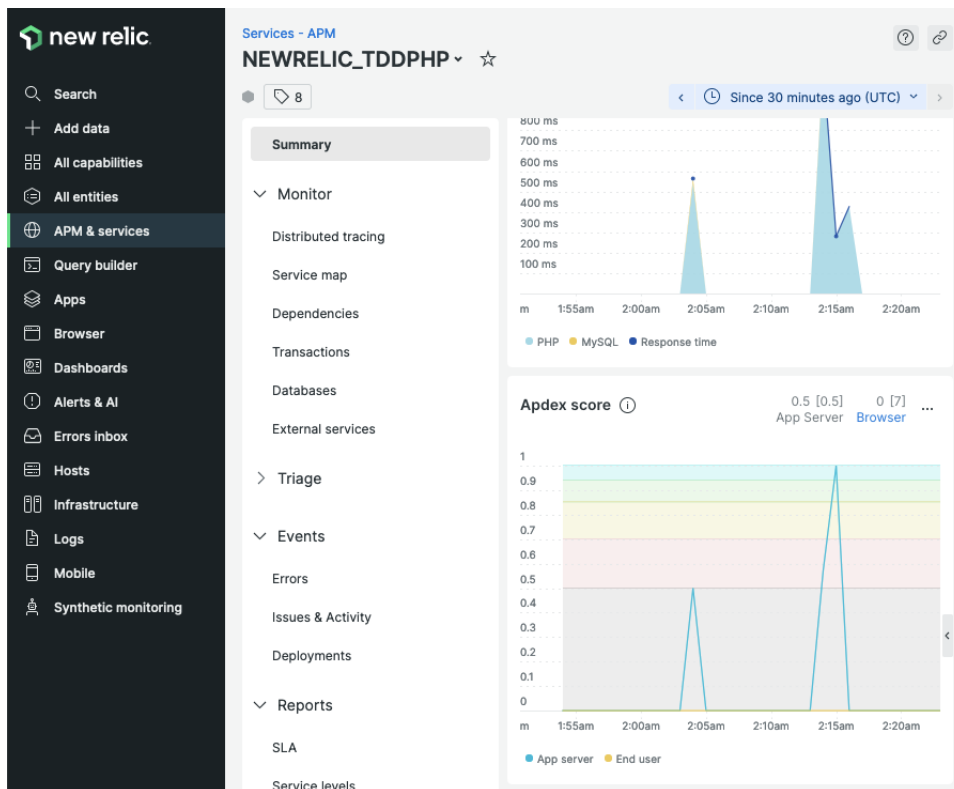 new relic
Search
Add data
All capabilities
All entities
APM & services
Query builder
Apps
Browser
Dashboards
Alerts & AI
Errors inbox
Hosts
Infrastructure
Logs
Mobile
Synthetic monitoring
Services - APM
NEWRELIC_TDDPHP
8
Since 30 minutes ago (UTC)
Summary
Monitor
Distributed tracing
Service map
Dependencies
Transactions
Databases
External services
Triage
Events
Errors
Issues & Activity
Deployments
Reports
SLA
Service levels
800 ms
700 ms
600 ms
500 ms
400 ms
300 ms
200 ms
100 ms
m 1:55am 2:00am 2:05am 2:10am 2:15am 2:20am
PHP MySQL Response time
Apdex score
0.5 [0.5] 0 [7] ...
App Server Browser
1
0.9
0.8
0.7
0.6
0.5
0.4
0.3
0.2
0.1
0
m 1:55am 2:00am 2:05am 2:10am 2:15am 2:20am
App server End user